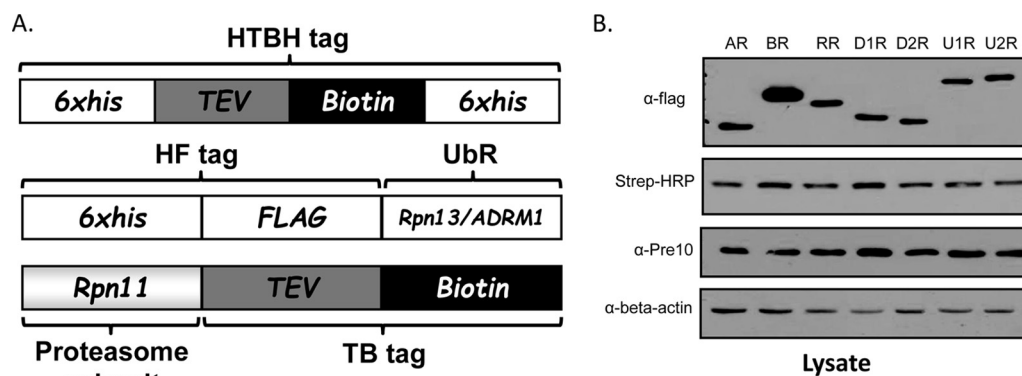 A.
HTBH tag
6xhis TEV Biotin 6xhis
HF tag UbR
6xhis FLAG Rpn13/ADRM1
Rpn11 TEV Biotin
Proteasome TB tag
B.
AR BR RR D1R D2R U1R U2R
α-flag
Strep-HRP
α-Pre10
α-beta-actin
Lysate